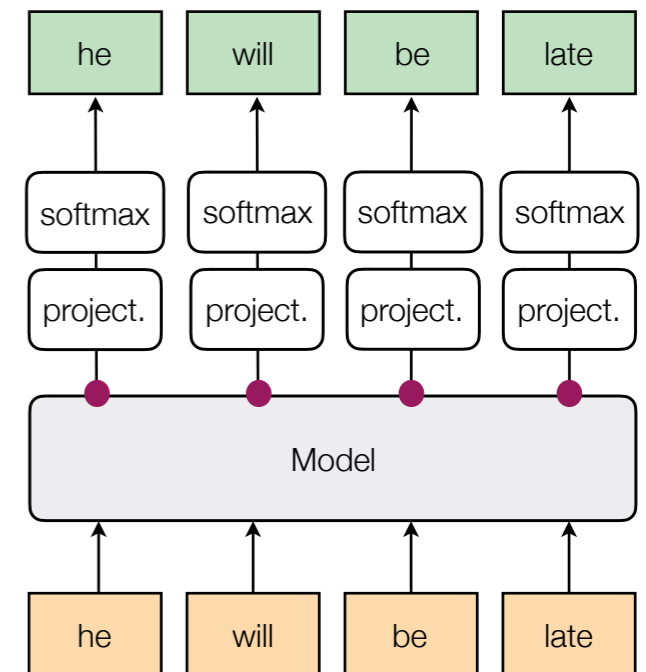 he will be late
softmax softmax softmax softmax
project. project. project. project.
Model
he will be late